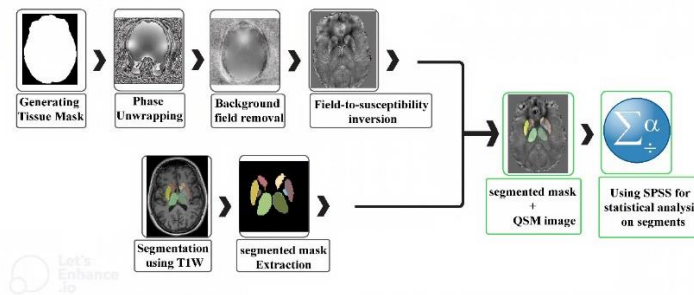 Generating
Tissue Mask
Phase
Unwrapping
Background
field removal
Field-to-susceptibility
inversion
Segmentation
using T1W
segmented mask
Extraction
segmented mask
+
QSM image
Σ α
÷
Using SPSS for
statistical analysis
on segments
Let's
Enhance
.io